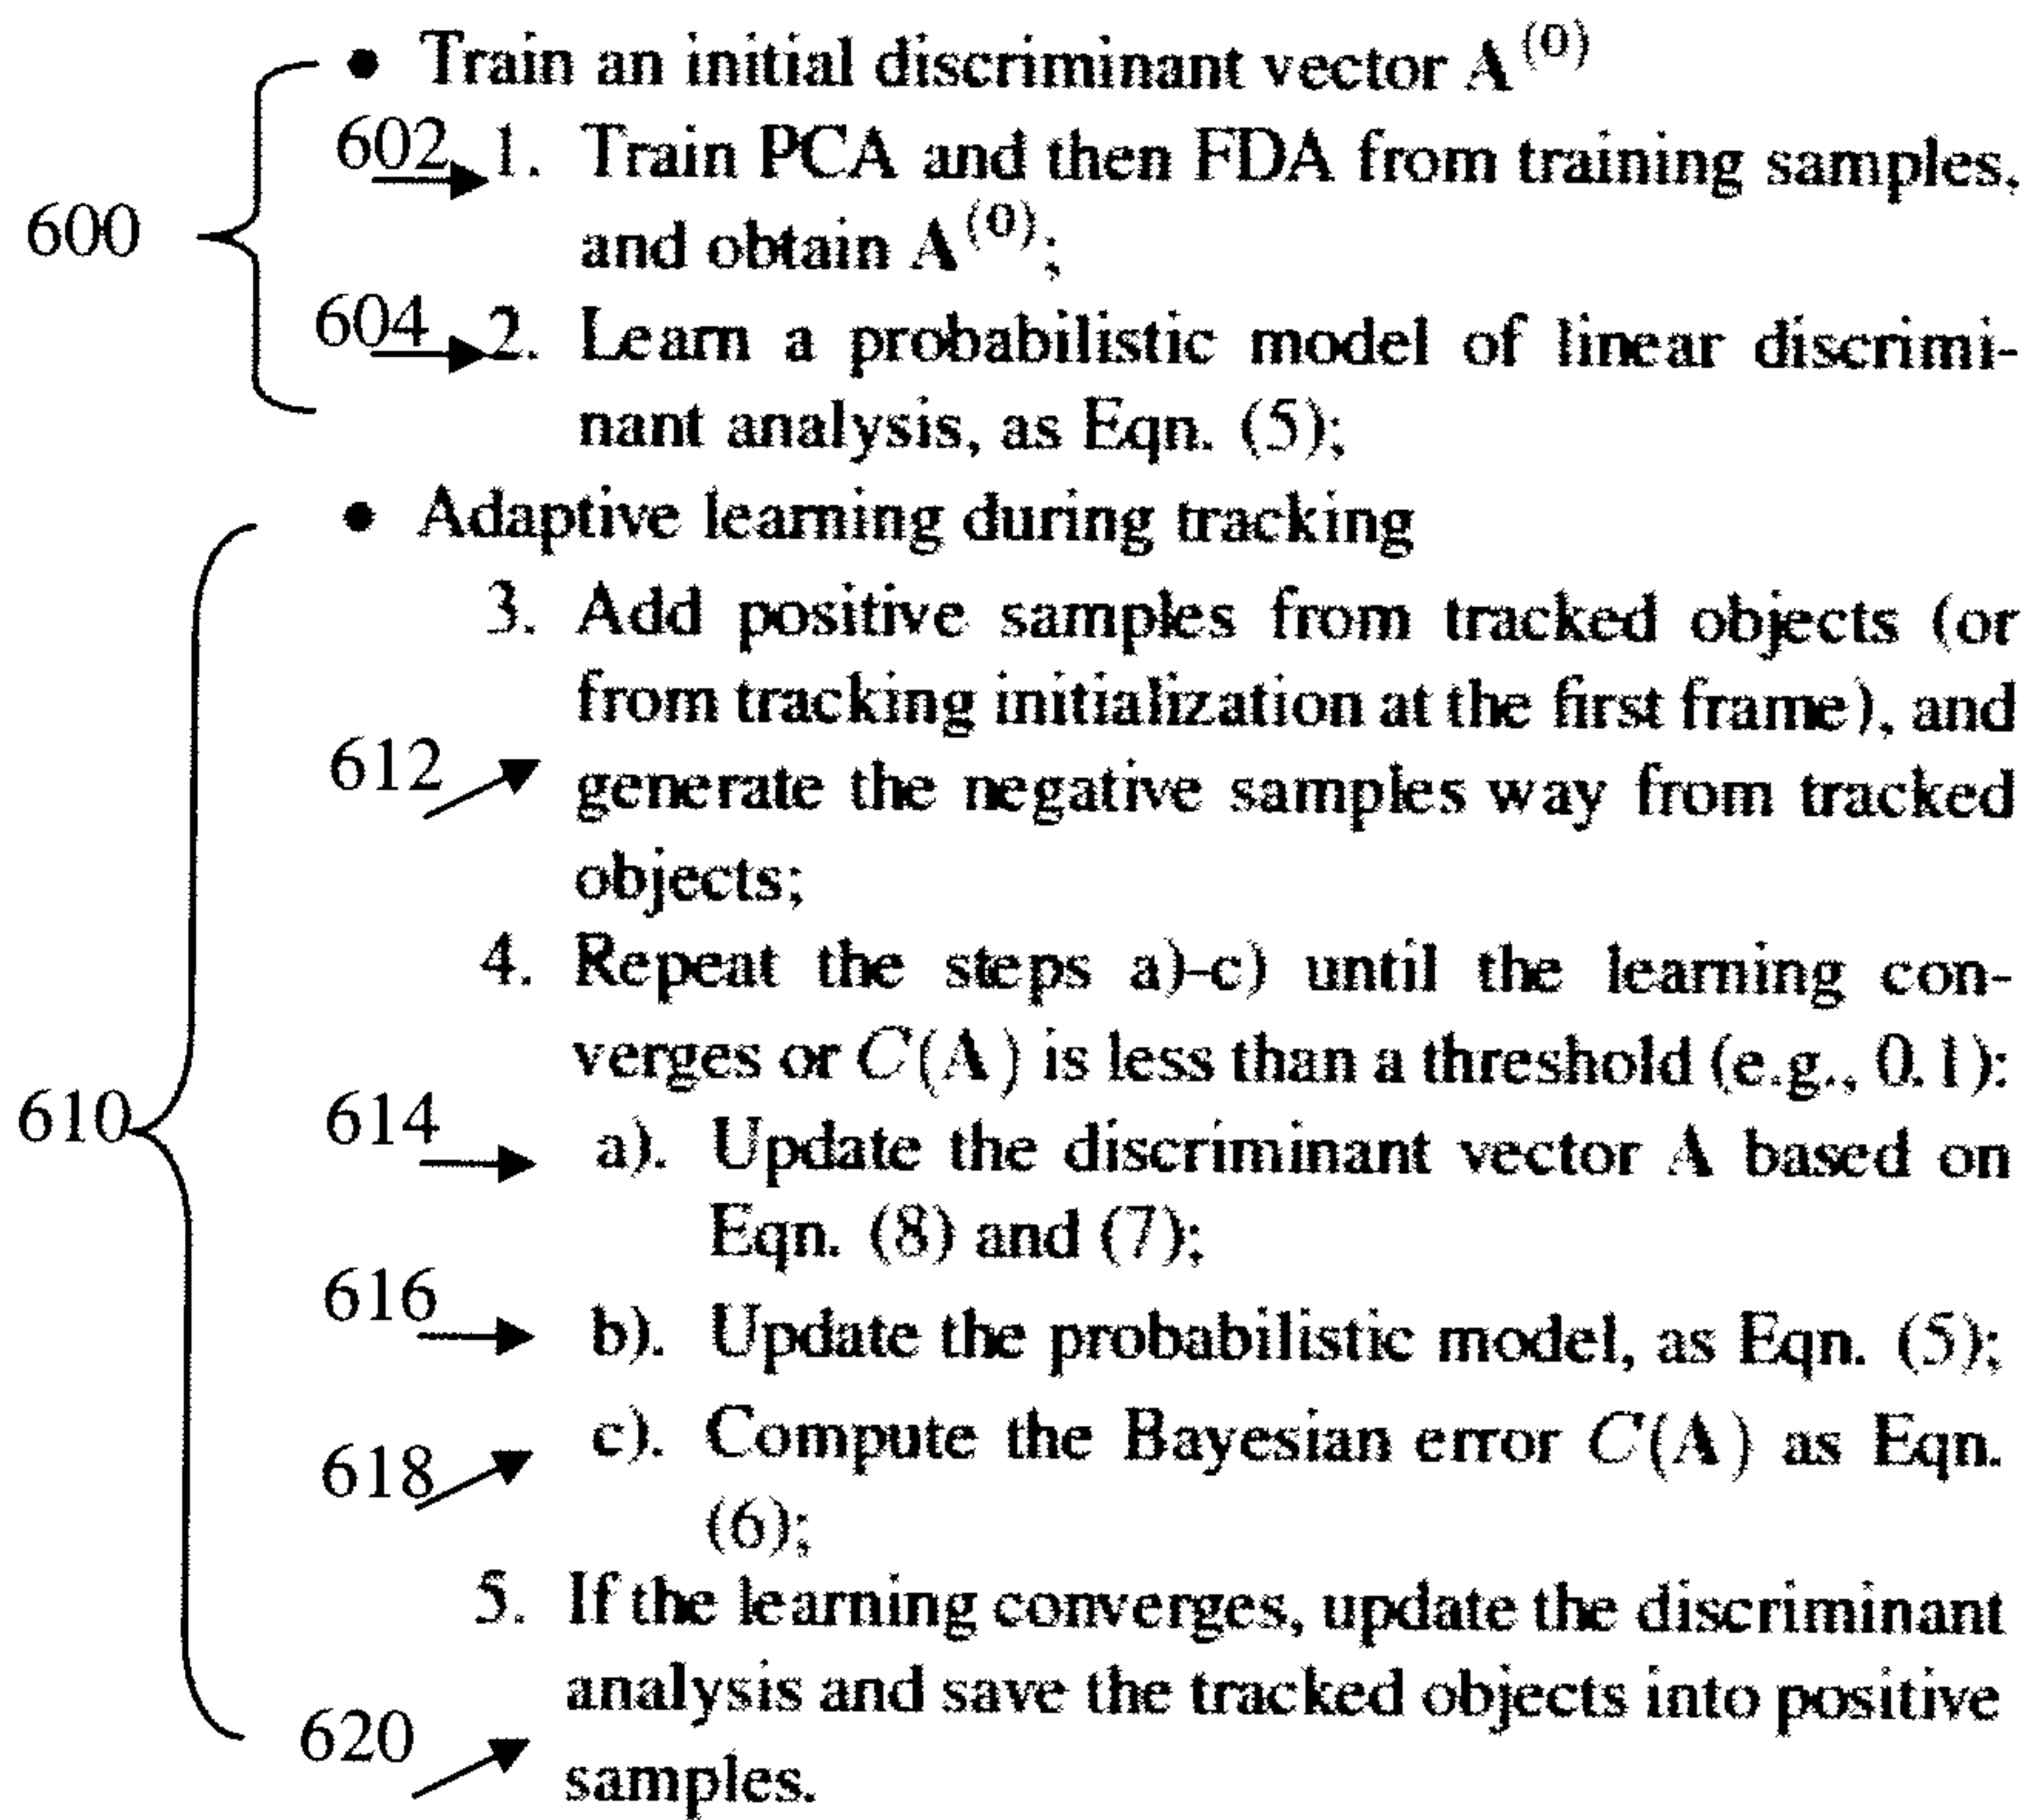 • Train an initial discriminant vector A^(0)
602 1. Train PCA and then FDA from training samples,
600
and obtain A^(0);
604 2. Learn a probabilistic model of linear discrimi-
nant analysis, as Eqn. (5);
• Adaptive learning during tracking
3. Add positive samples from tracked objects (or
from tracking initialization at the first frame), and
612 generate the negative samples way from tracked
objects;
4. Repeat the steps a)-c) until the learning con-
verges or C(A) is less than a threshold (e.g., 0.1):
610
614 a). Update the discriminant vector A based on
Eqn. (8) and (7);
616 b). Update the probabilistic model, as Eqn. (5);
618 c). Compute the Bayesian error C(A) as Eqn.
(6);
5. If the learning converges, update the discriminant
analysis and save the tracked objects into positive
620 samples.